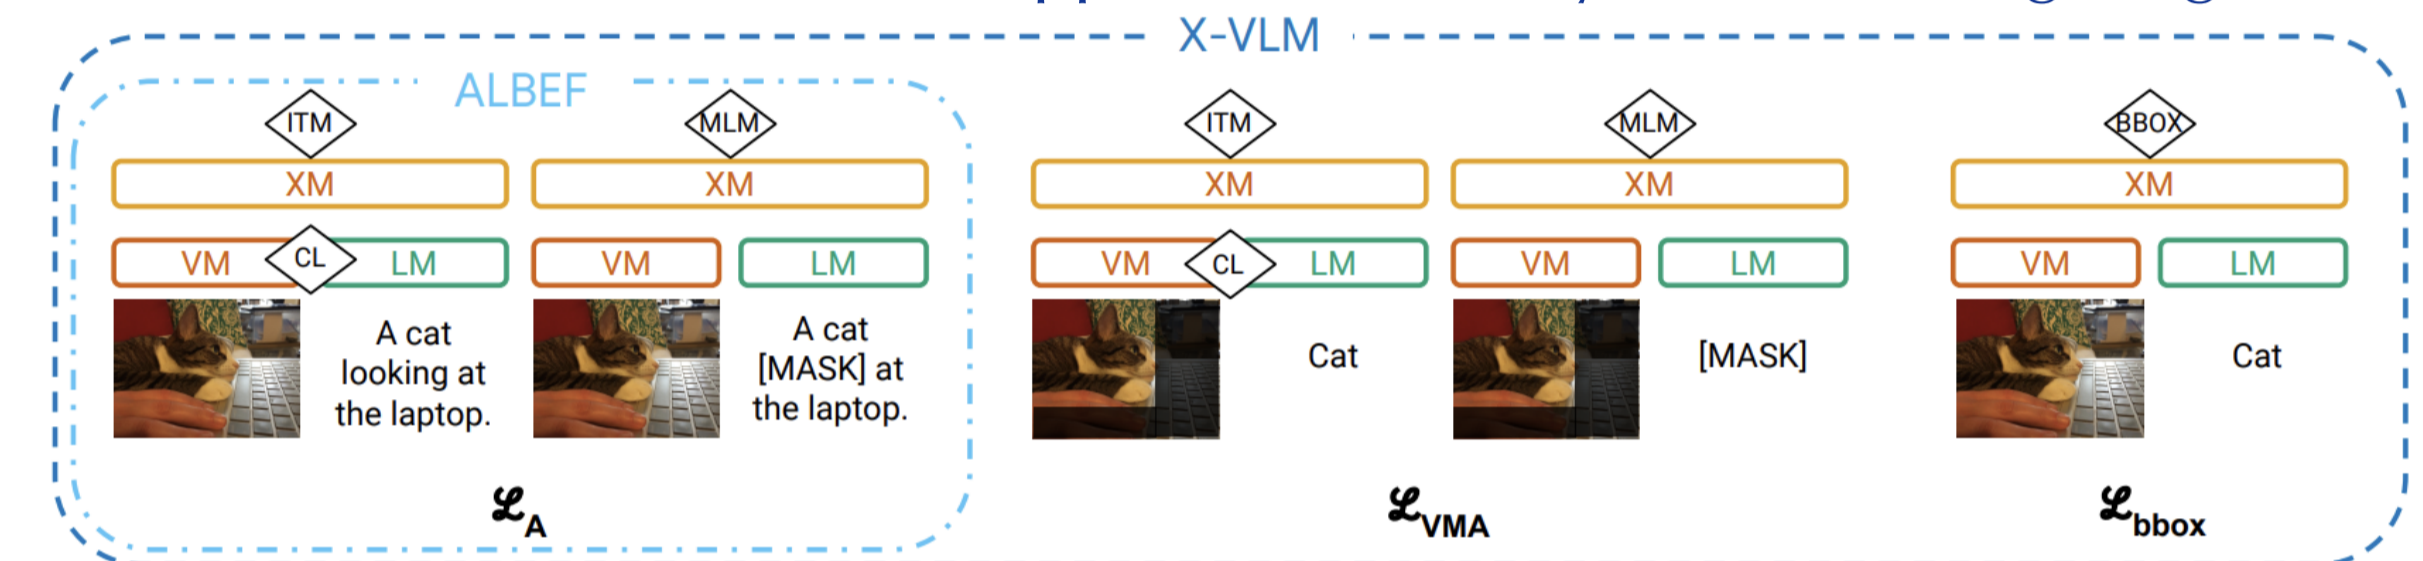 X-VLM
ALBEF
ITM
MLM
ITM
MLM
BBOX
XM
XM
XM
XM
XM
VM
CL
LM
VM
LM
VM
CL
LM
VM
LM
VM
LM
A cat
looking at
the laptop.
A cat
[MASK] at
the laptop.
Cat
[MASK]
Cat
ℒA
ℒVMA
ℒbbox